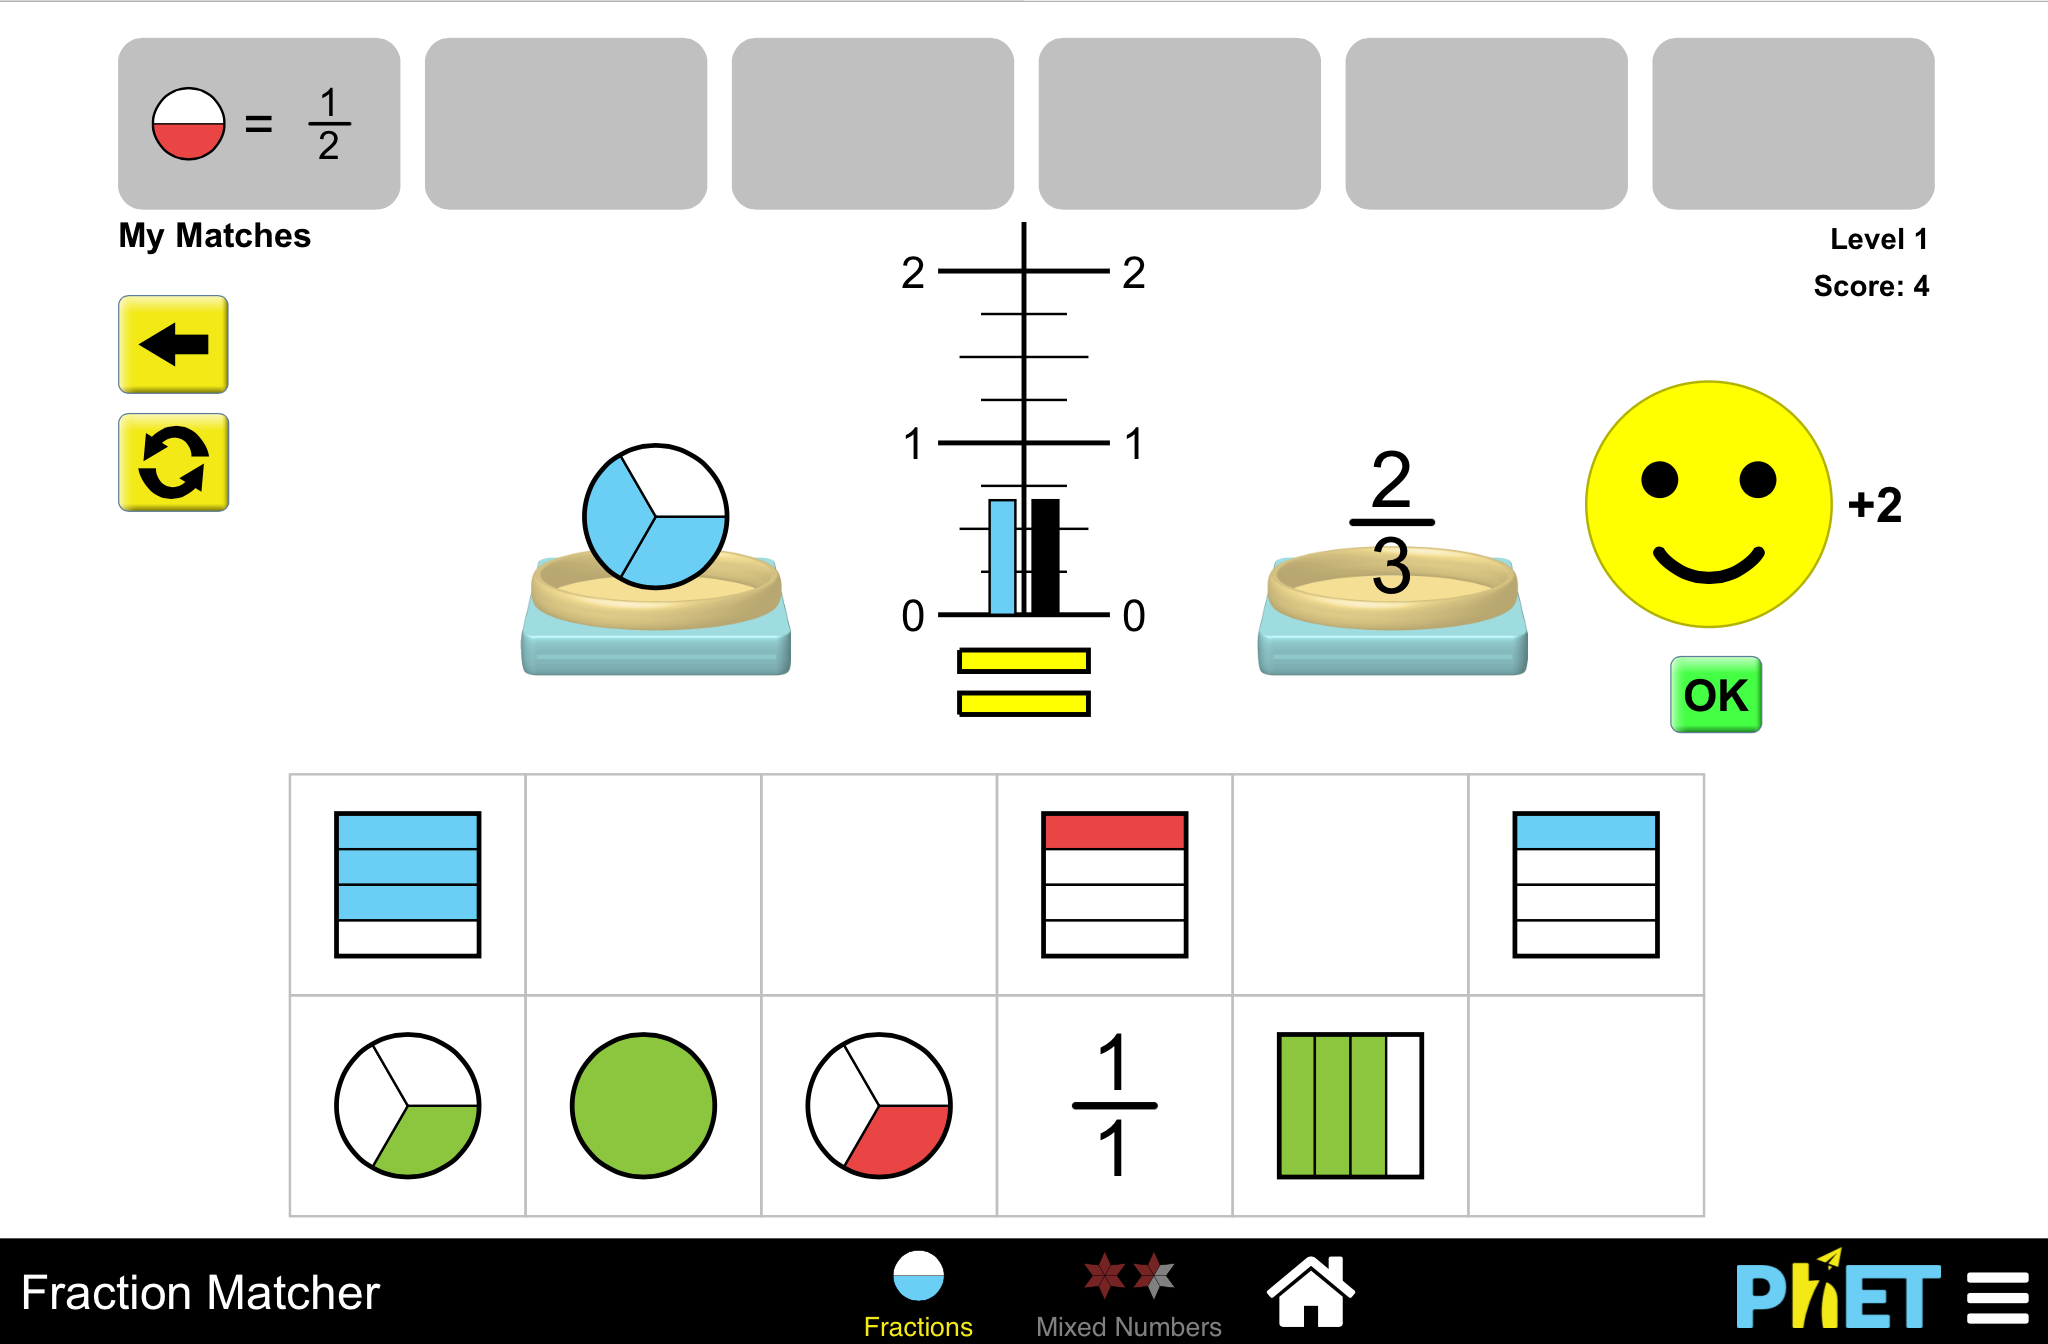 = 1/2
My Matches
Level 1
Score: 4
2 2
1 1
0 0
2/3
+2
OK
1/1
Fraction Matcher
Fractions
Mixed Numbers
PhET